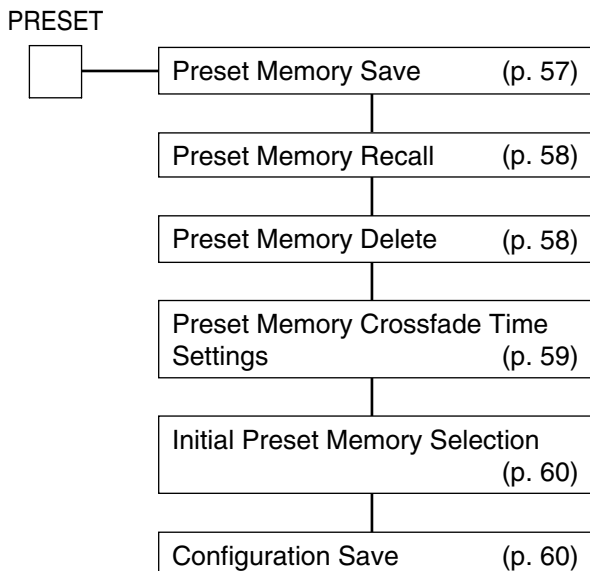 PRESET
Preset Memory Save (p. 57)
Preset Memory Recall (p. 58)
Preset Memory Delete (p. 58)
Preset Memory Crossfade Time
Settings (p. 59)
Initial Preset Memory Selection
(p. 60)
Configuration Save (p. 60)